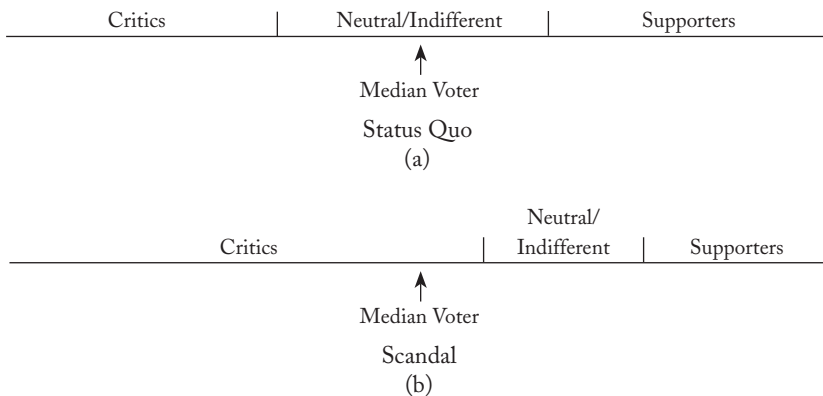 Critics Neutral/Indifferent Supporters
Median Voter
Status Quo
(a)
Neutral/
Critics Indifferent Supporters
Median Voter
Scandal
(b)